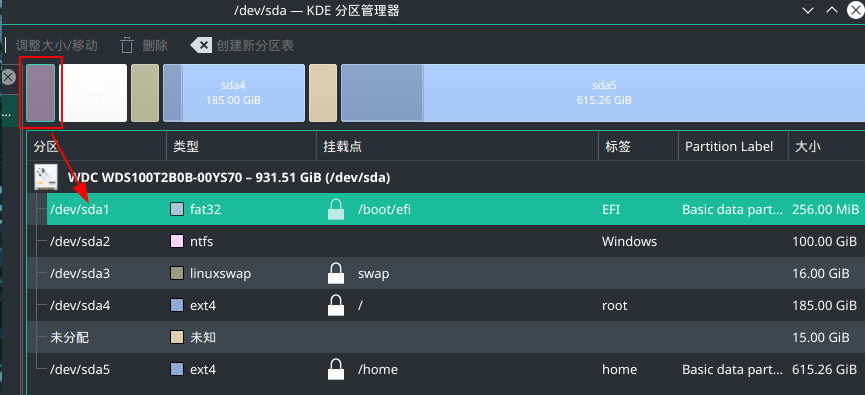 /dev/sda — KDE 分区管理器
调整大小/移动 删除 创建新分区表
sda4
185.00 GiB
sda5
615.26 GiB
...
分区 类型 挂载点 标签 Partition Label 大小
WDC WDS100T2B0B-00YS70 – 931.51 GiB (/dev/sda)
/dev/sda1 fat32 /boot/efi EFI Basic data part... 256.00 MiB
/dev/sda2 ntfs Windows 100.00 GiB
/dev/sda3 linuxswap swap 16.00 GiB
/dev/sda4 ext4 / root 185.00 GiB
未分配 未知 15.00 GiB
/dev/sda5 ext4 /home home Basic data part... 615.26 GiB